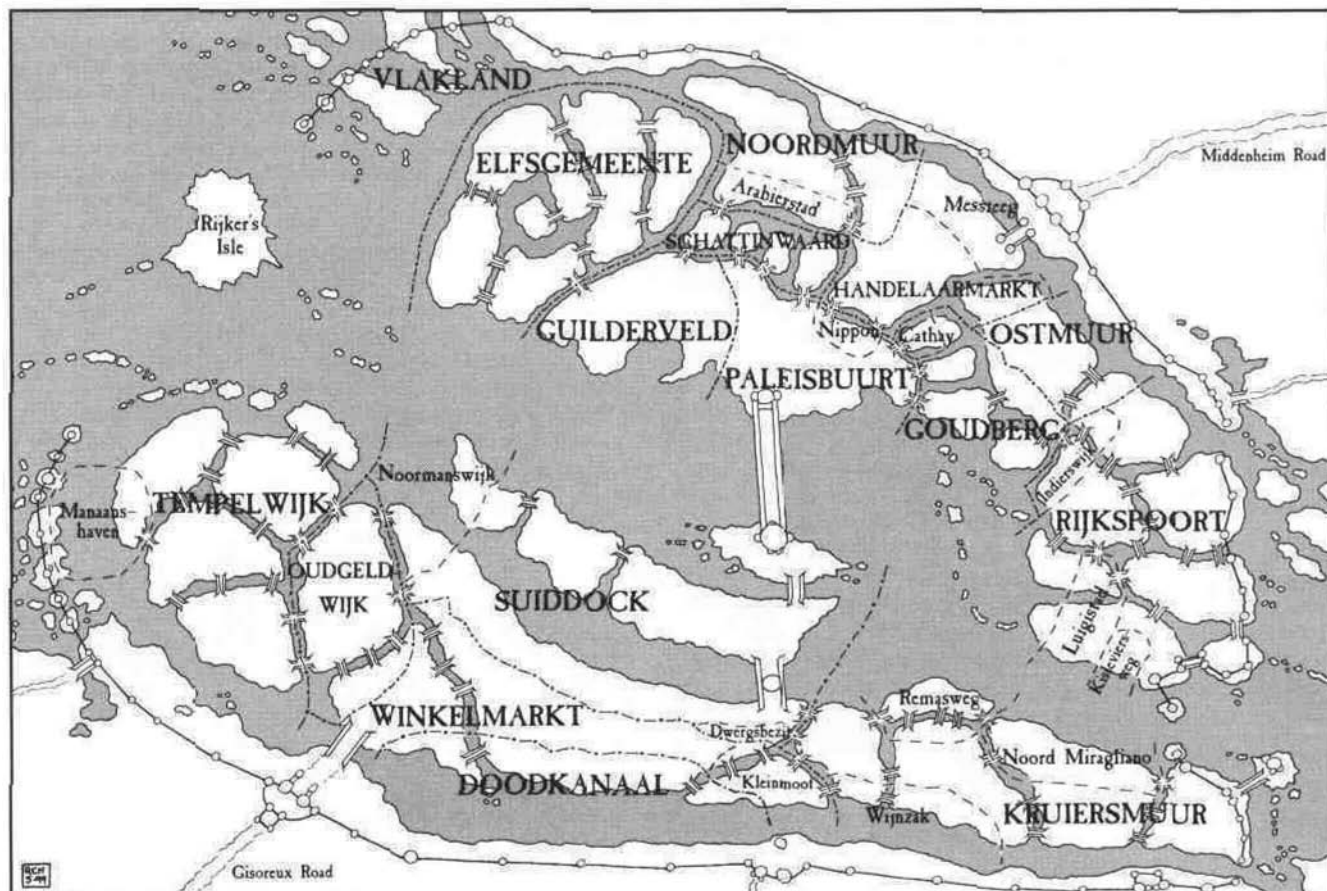 VLAKLAND
ELFSGEMEENTE
NOORDMUUR
Middenheim Road
Arabierstad
Messteeg
Rijker's
Isle
SCHATTINWAARD
HANDELAARMARKT
GUILDERVELD
Nippon
Cathay
OSTMUUR
PALEISBUURT
GOUDBERG
Indierswijk
Noormanswijk
TEMPELWIJK
Manaans-
haven
RIJKSPOORT
OUDGELD
WIJK
SUIDDOCK
Luigistad
WINKELMARKT
Remasweg
Dwergsbezit
Noord Miragliano
DOODKANAAL
Kleinmoot
Wijnzak
KRUIERSMUUR
Gisoreux Road